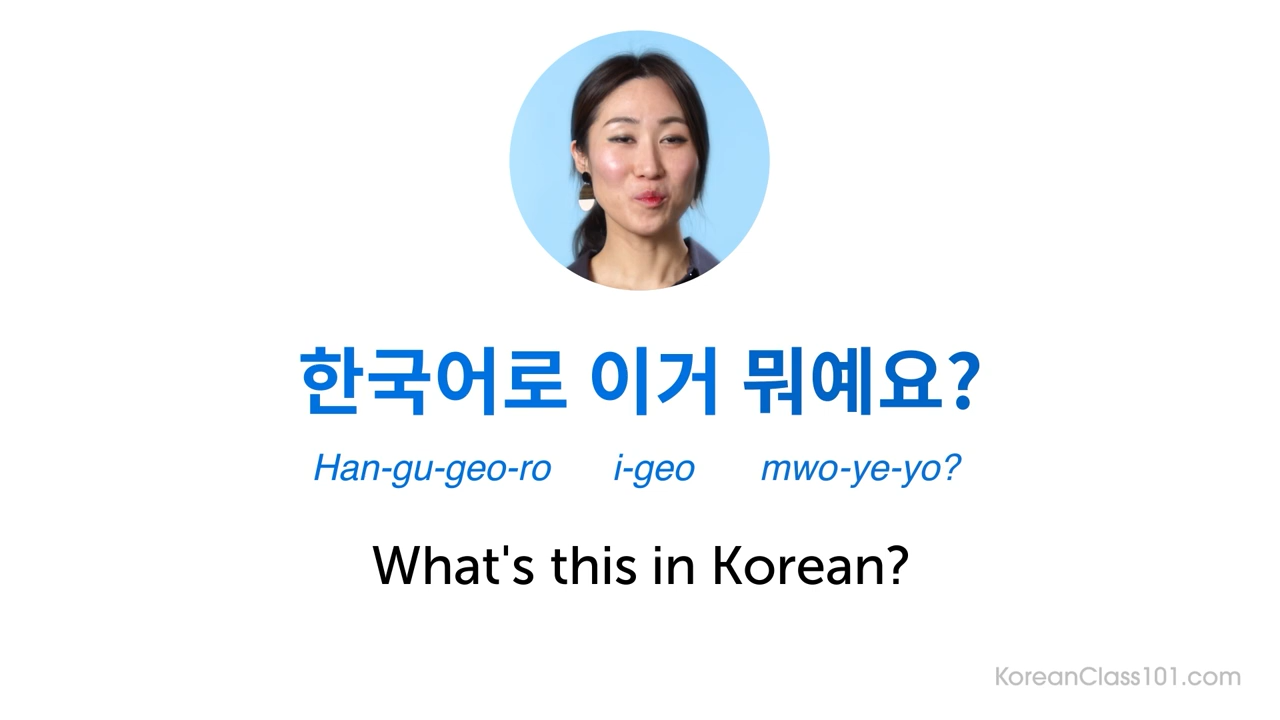 한국어로 이거 뭐예요?
Han-gu-geo-ro i-geo mwo-ye-yo?
What's this in Korean?
KoreanClass101.com